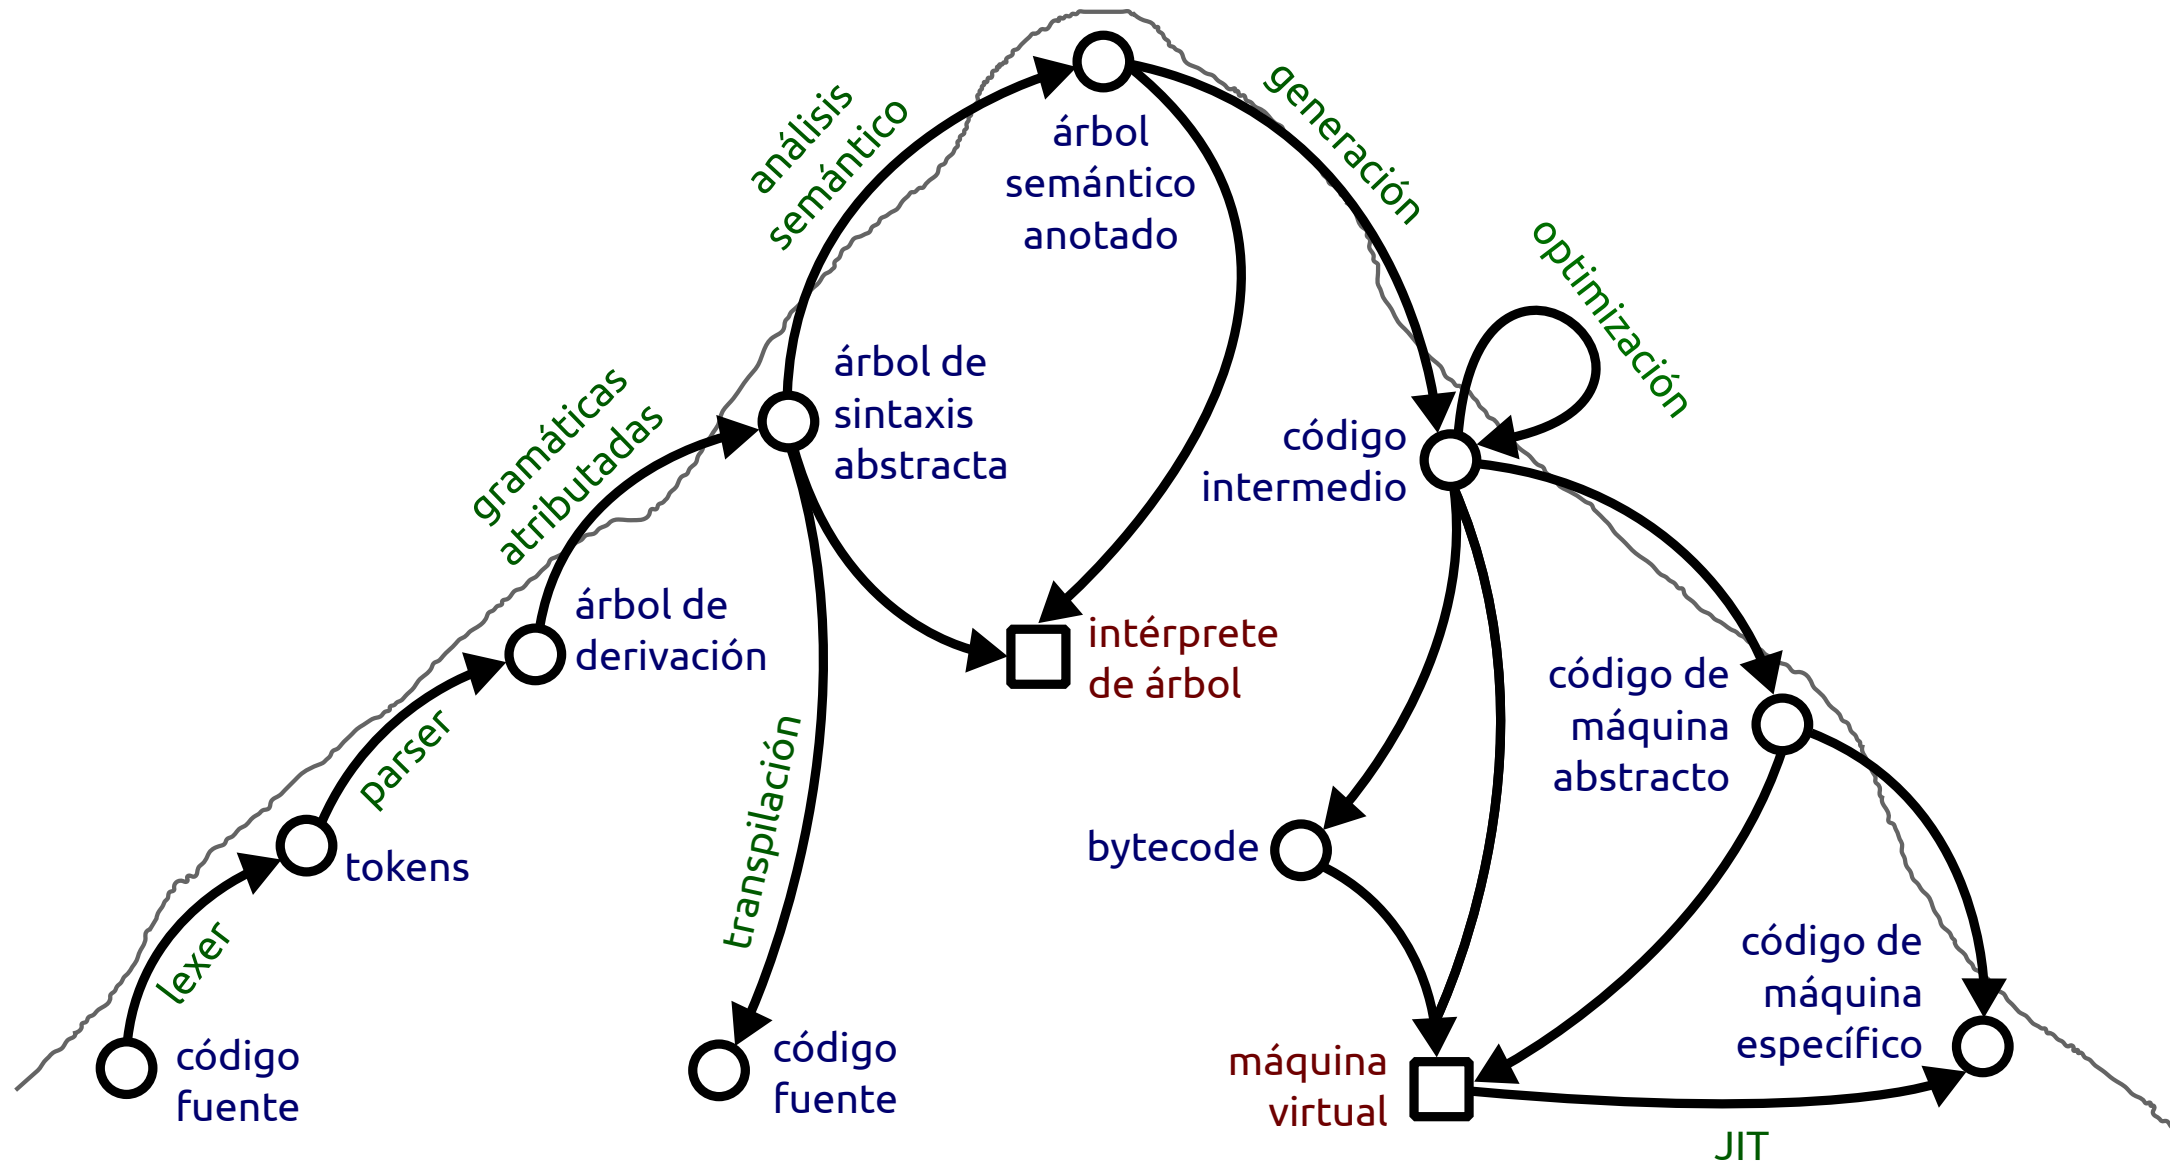 análisis
semántico
generación
árbol
semántico
anotado
optimización
gramáticas
atributadas
árbol de
sintaxis
abstracta
código
intermedio
árbol de
derivación
intérprete
de árbol
código de
máquina
abstracto
parser
transpilación
tokens
bytecode
lexer
código de
máquina
específico
código
fuente
código
fuente
máquina
virtual
JIT